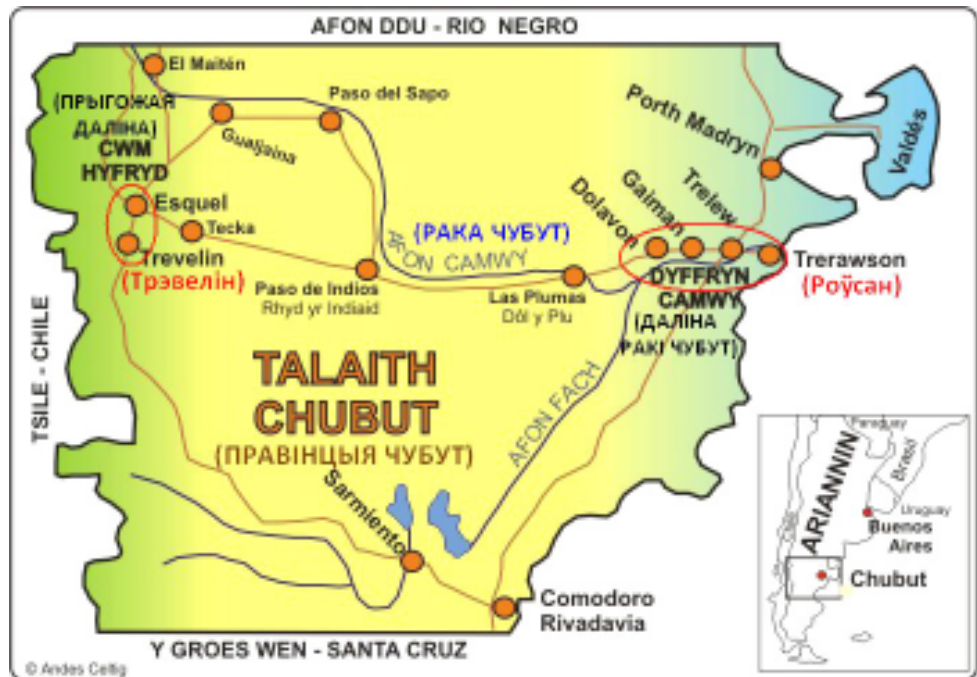 AFON DDU - RIO NEGRO
El Maitén
(ПРЫГОЖАЯ
ДАЛІНА)
CWM
HYFRYD
Paso del Sapo
Gualjaina
Porth Madryn
Valdés
Esquel
Tecka
Trevelin
(Трэвелін)
(РАКА ЧУБУТ)
AFON CAMWY
Dolavon
Gaiman
Trelew
Trerawson
(Роўсан)
DYFFRYN
CAMWY
(ДАЛІНА
РАКІ ЧУБУТ)
Paso de Indios
Rhyd yr Indiaid
Las Plumas
Dôl y Plu
TSILE - CHILE
TALAITH
CHUBUT
(ПРАВІНЦЫЯ ЧУБУТ)
AFON FACH
Sarmiento
Comodoro
Rivadavia
Y GROES WEN - SANTA CRUZ
© Andes Celtig
Paraguay
Brasil
ARIANNIN
Uruguay
Buenos
Aires
Chile
Chubut